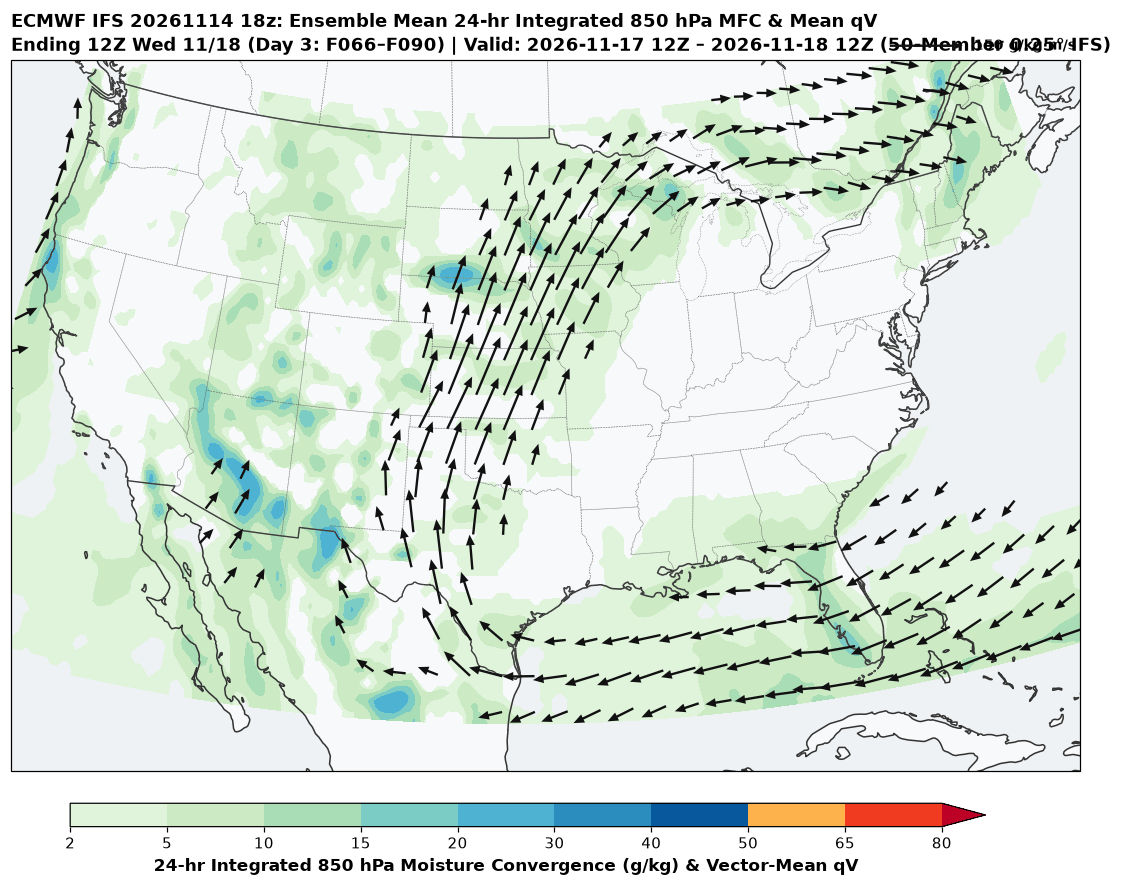 ECMWF IFS 20261114 18z: Ensemble Mean 24-hr Integrated 850 hPa MFC & Mean qV
Ending 12Z Wed 11/18 (Day 3: F066–F090) | Valid: 2026-11-17 12Z – 2026-11-18 12Z (50-Member 0.25° IFS)
2 5 10 15 20 30 40 50 65 80
24-hr Integrated 850 hPa Moisture Convergence (g/kg) & Vector-Mean qV